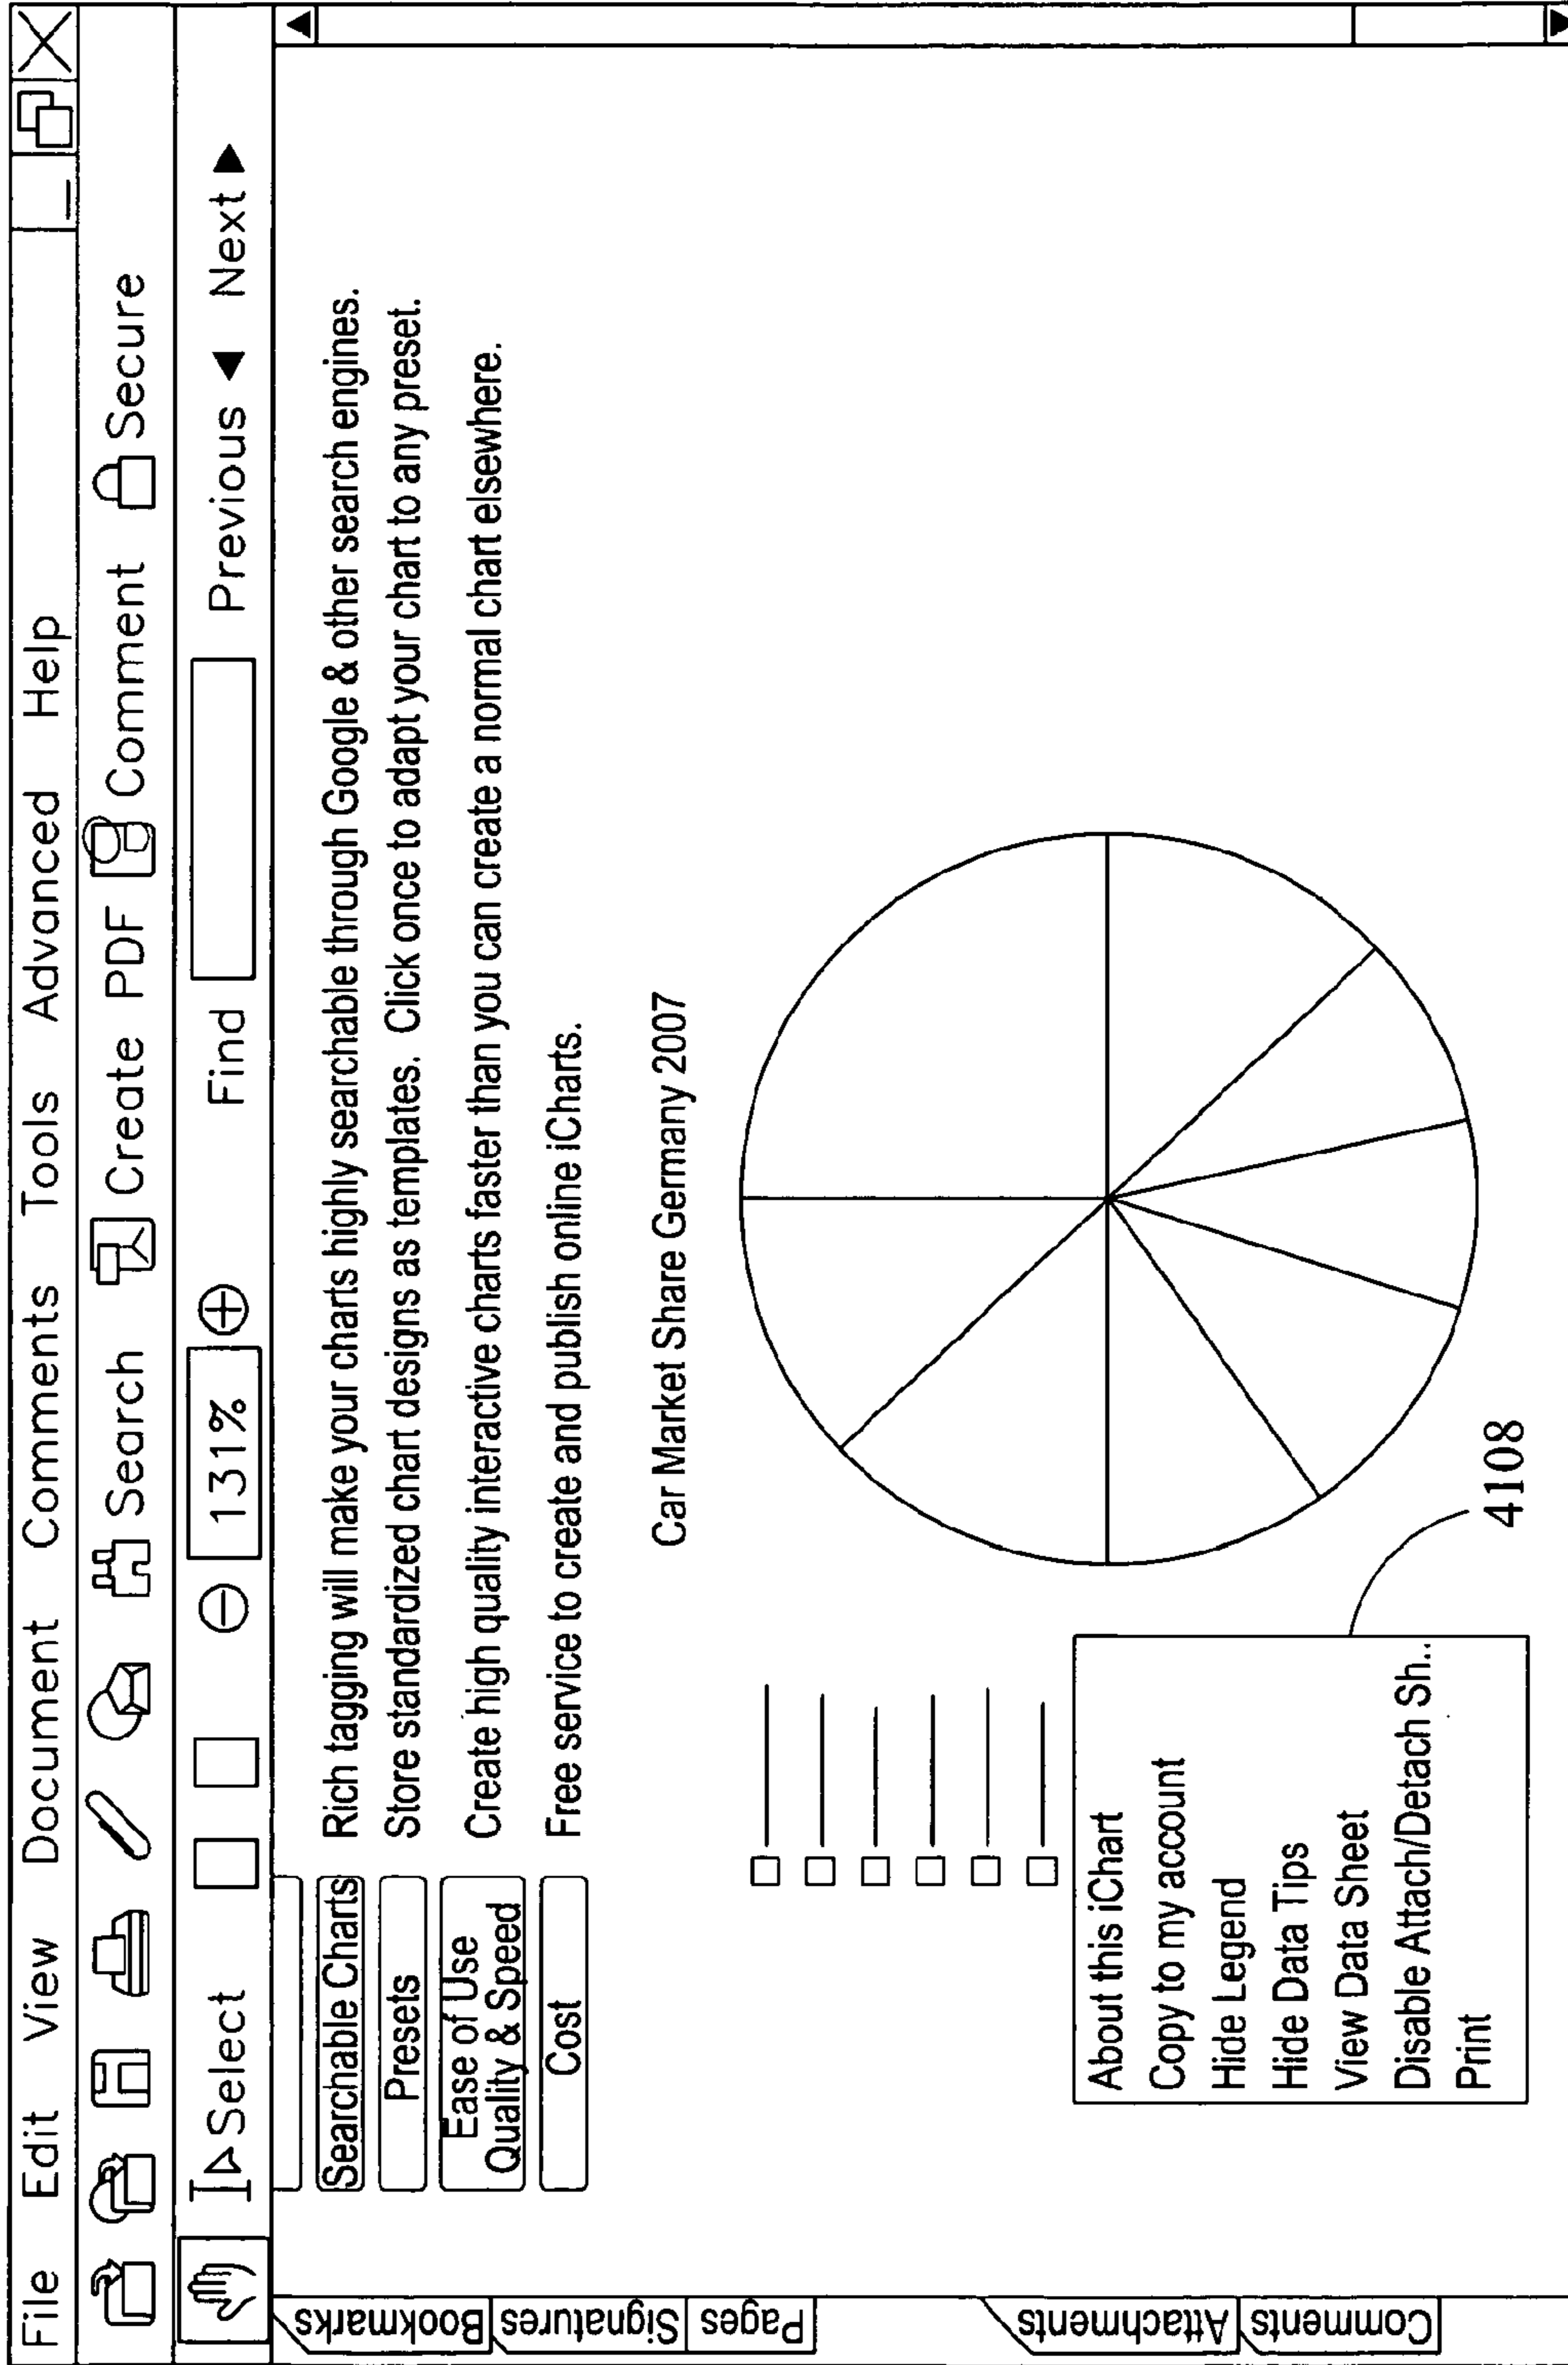 File Edit View Document Comments Tools Advanced Help
Search Create PDF Comment Secure
Select 131% Find Previous Next
Searchable Charts Rich tagging will make your charts highly searchable through Google & other search engines.
Presets Store standardized chart designs as templates. Click once to adapt your chart to any preset.
Ease of Use
Quality & Speed Create high quality interactive charts faster than you can create a normal chart elsewhere.
Cost Free service to create and publish online iCharts.
Bookmarks
Signatures
Pages
Attachments
Comments
Car Market Share Germany 2007
About this iChart
Copy to my account
Hide Legend
Hide Data Tips
View Data Sheet
Disable Attach/Detach Sh..
Print
4108